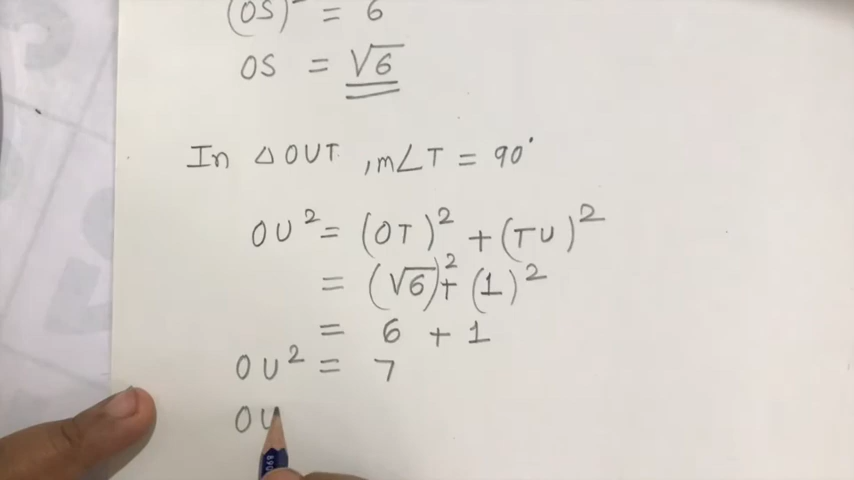 (OS)² = 6
OS = √6
In △OUT, m∠T = 90°
OU² = (OT)² + (TU)²
= (√6)² + (1)²
= 6 + 1
OU² = 7
OU